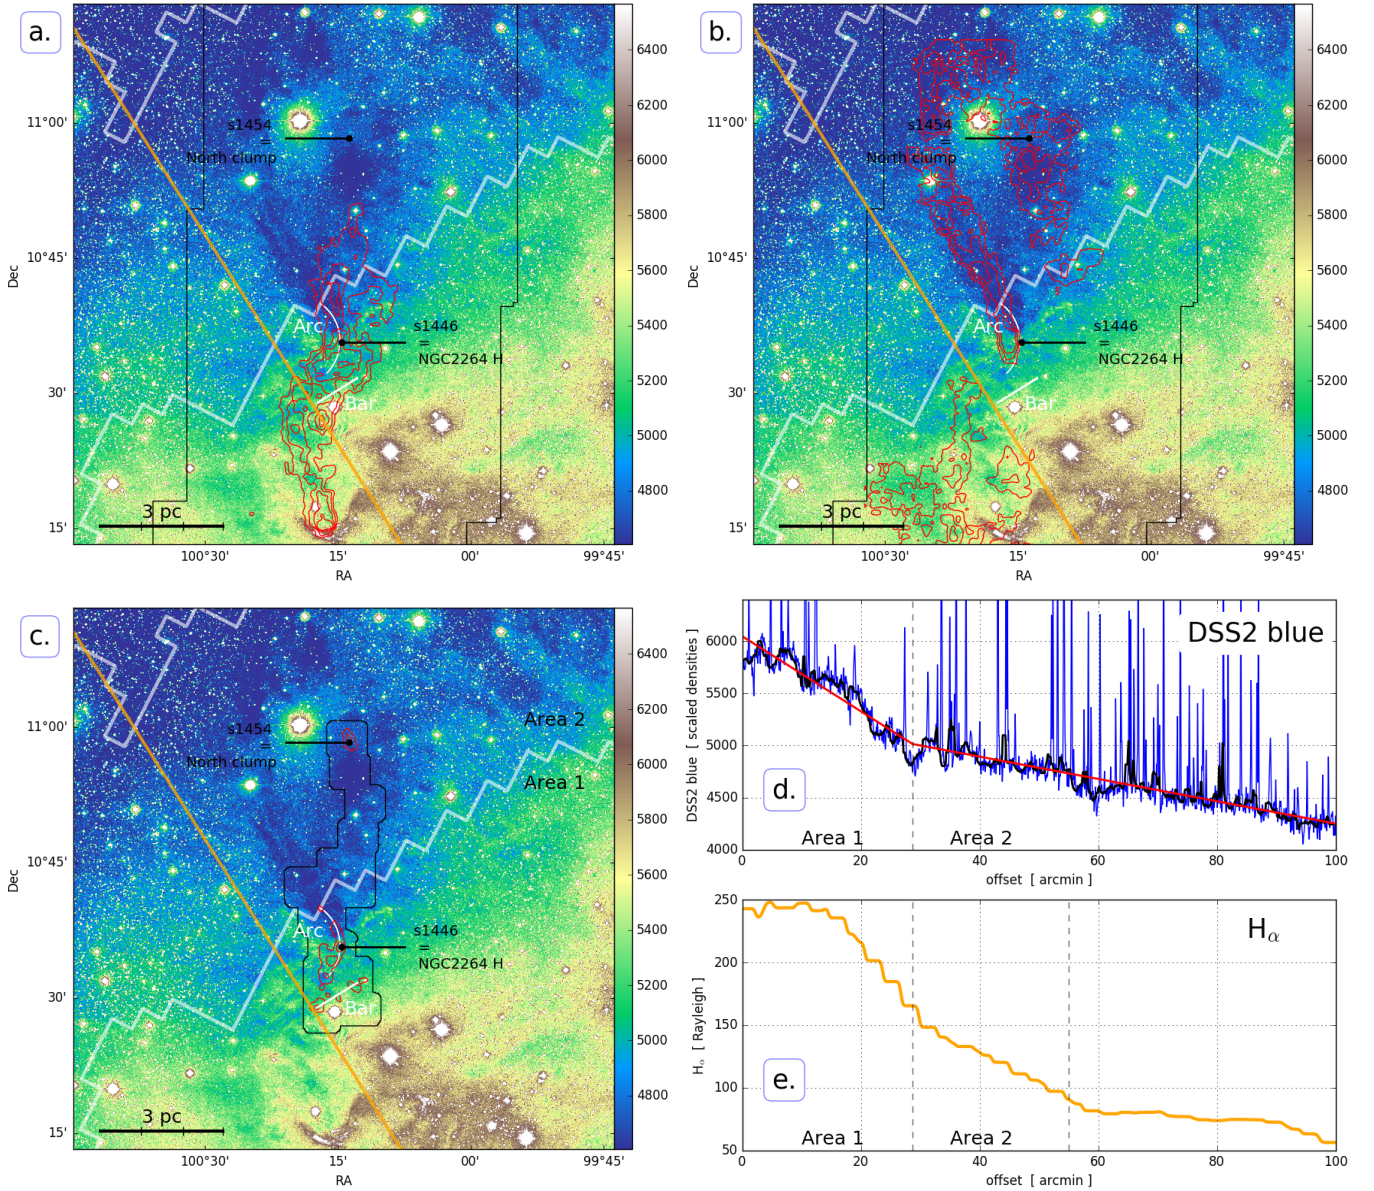 a.
11°00'
10°45'
30'
15'
Dec
s1454
=
North clump
Arc
s1446
=
NGC2264 H
Bar
3 pc
100°30'
15'
00'
99°45'
RA
6400
6200
6000
5800
5600
5400
5200
5000
4800
b.
11°00'
10°45'
30'
15'
Dec
s1454
=
North clump
Arc
s1446
=
NGC2264 H
Bar
3 pc
100°30'
15'
00'
99°45'
RA
6400
6200
6000
5800
5600
5400
5200
5000
4800
c.
11°00'
10°45'
30'
15'
Dec
s1454
=
North clump
Area 2
Area 1
Arc
s1446
=
NGC2264 H
Bar
3 pc
100°30'
15'
00'
99°45'
RA
6400
6200
6000
5800
5600
5400
5200
5000
4800
DSS2 blue
DSS2 blue [ scaled densities ]
6000
5500
5000
4500
4000
d.
Area 1
Area 2
0 20 40 60 80 100
offset [ arcmin ]
Hα
Hα [ Rayleigh ]
250
200
150
100
50
e.
Area 1
Area 2
0 20 40 60 80 100
offset [ arcmin ]